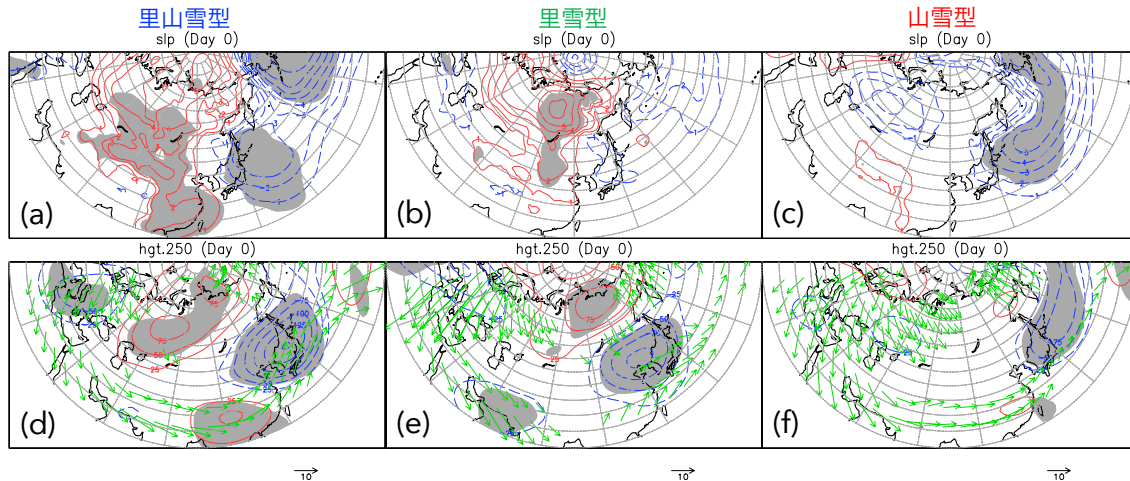 里山雪型 里雪型 山雪型
slp (Day 0) slp (Day 0) slp (Day 0)
(a) (b) (c)
hgt.250 (Day 0) hgt.250 (Day 0) hgt.250 (Day 0)
(d) (e) (f)
10 10 10